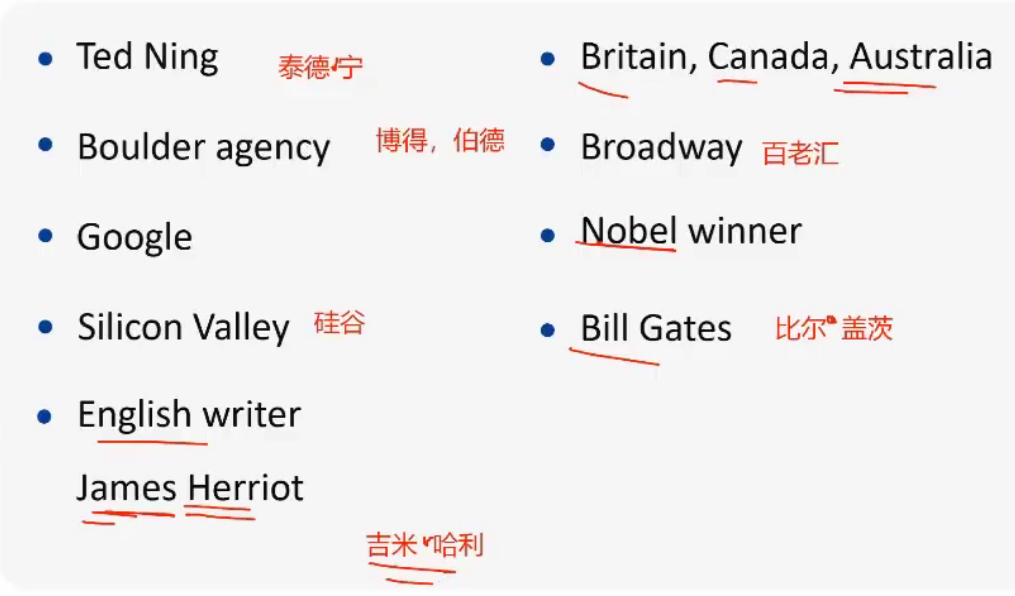 Ted Ning 泰德·宁
Boulder agency 博得，伯德
Google
Silicon Valley 硅谷
English writer
James Herriot
吉米·哈利
Britain, Canada, Australia
Broadway 百老汇
Nobel winner
Bill Gates 比尔·盖茨